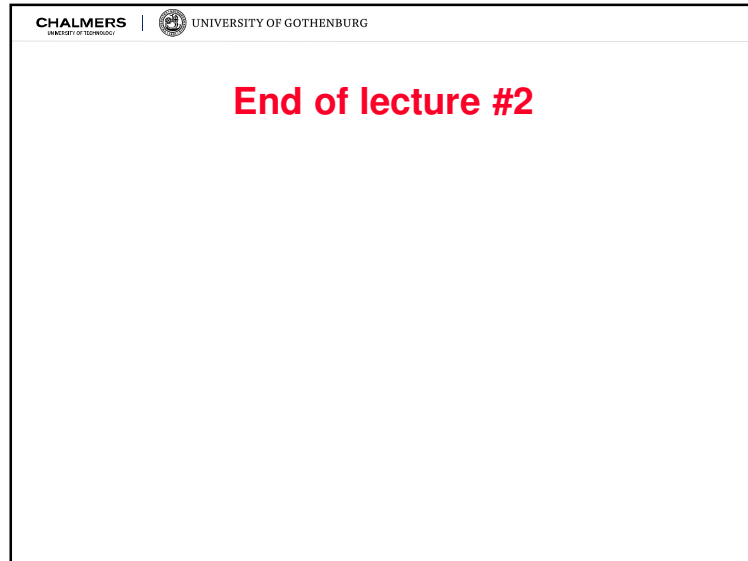 CHALMERS
UNIVERSITY OF TECHNOLOGY
UNIVERSITY OF GOTHENBURG
End of lecture #2